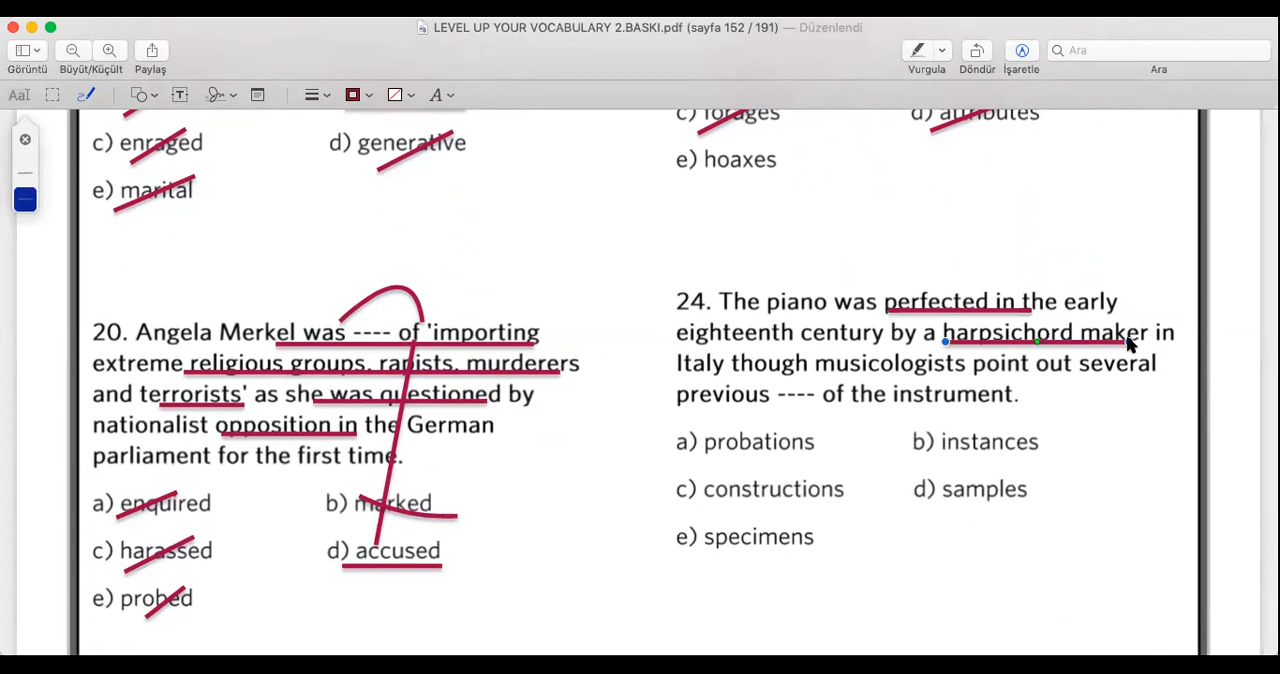 LEVEL UP YOUR VOCABULARY 2.BASKI.pdf (sayfa 152 / 191) — Düzenlendi
Görüntü Büyüt/Küçült Paylaş Vurgula Döndür İşaretle Ara
Ara
AaI T A
c) enraged d) generative
e) marital
20. Angela Merkel was ---- of 'importing
extreme religious groups, rapists, murderers
and terrorists' as she was questioned by
nationalist opposition in the German
parliament for the first time.
a) enquired b) marked
c) harassed d) accused
e) probed
c) forages d) attributes
e) hoaxes
24. The piano was perfected in the early
eighteenth century by a harpsichord maker in
Italy though musicologists point out several
previous ---- of the instrument.
a) probations b) instances
c) constructions d) samples
e) specimens